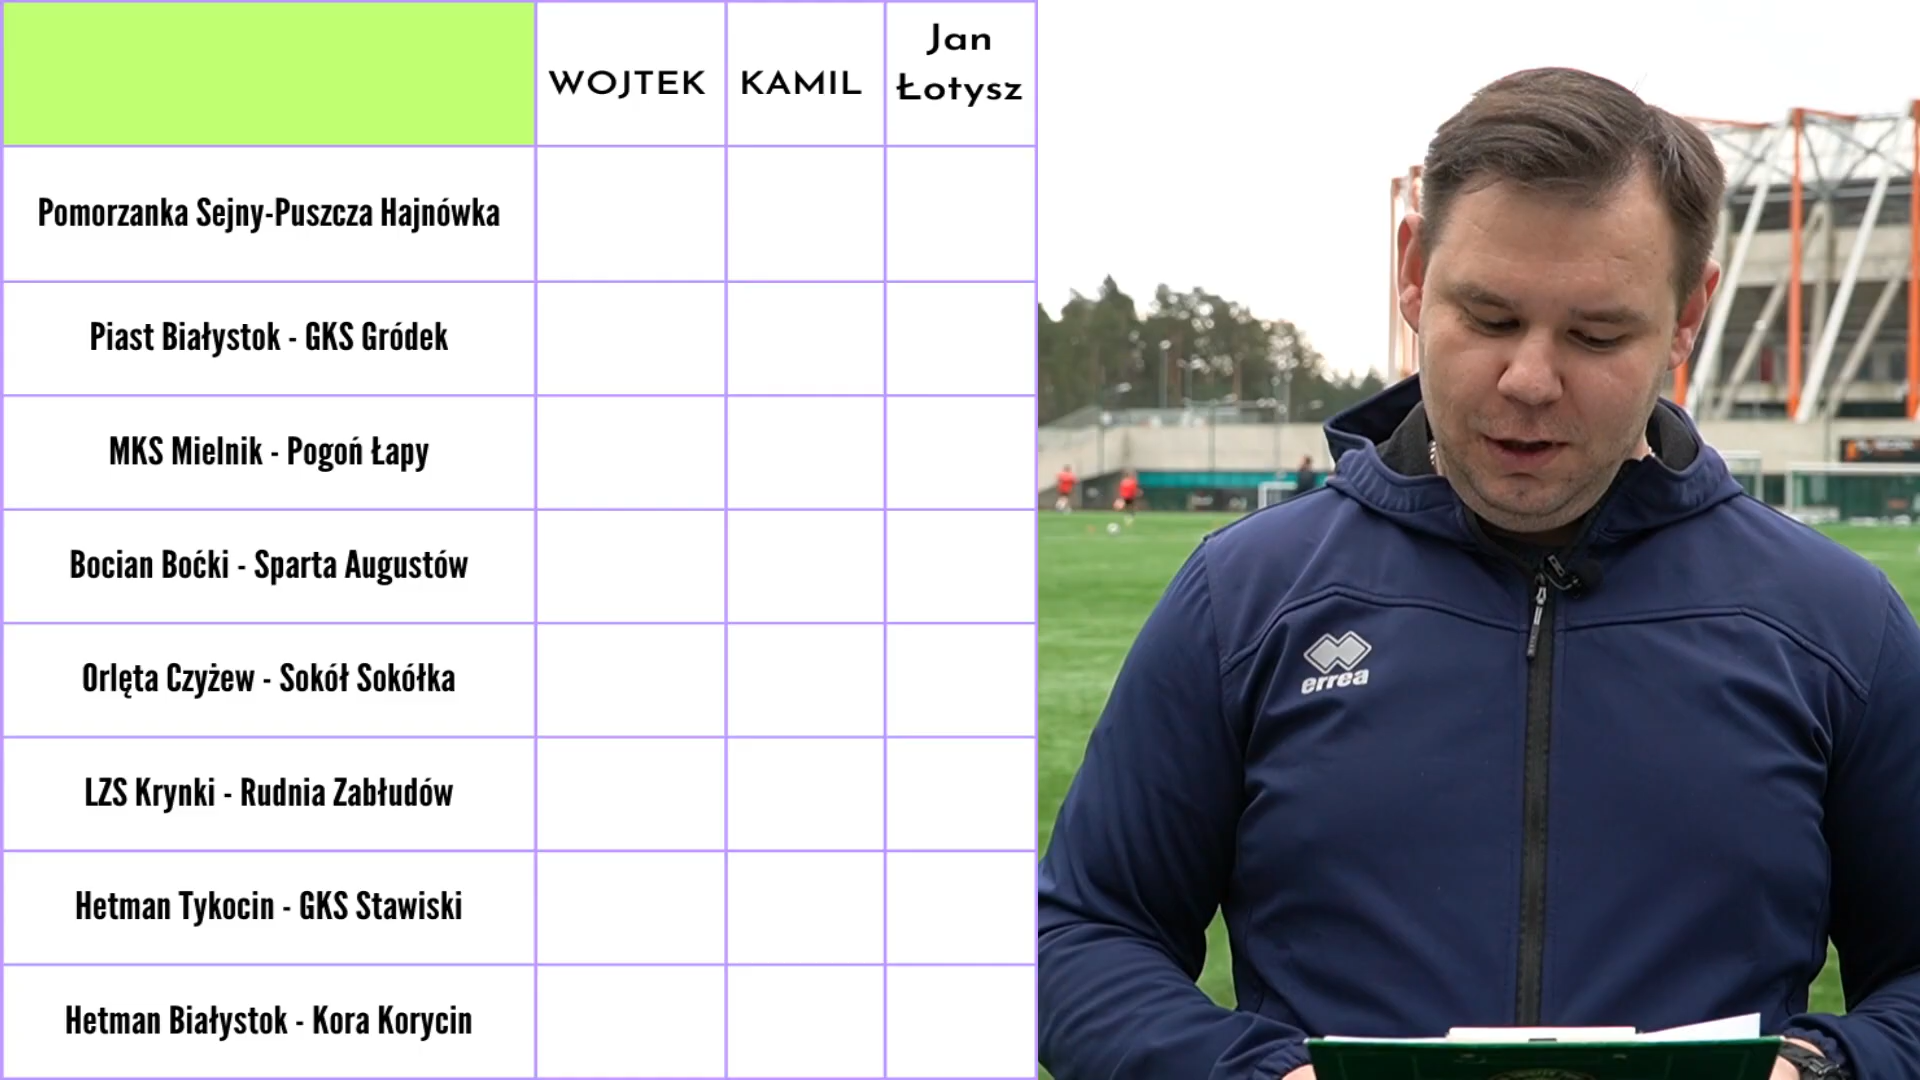 WOJTEK
KAMIL
Jan
Łotysz
Pomorzanka Sejny-Puszcza Hajnówka
Piast Białystok - GKS Gródek
MKS Mielnik - Pogoń Łapy
Bocian Boćki - Sparta Augustów
Orlęta Czyżew - Sokół Sokółka
LZS Krynki - Rudnia Zabłudów
Hetman Tykocin - GKS Stawiski
Hetman Białystok - Kora Korycin
errea